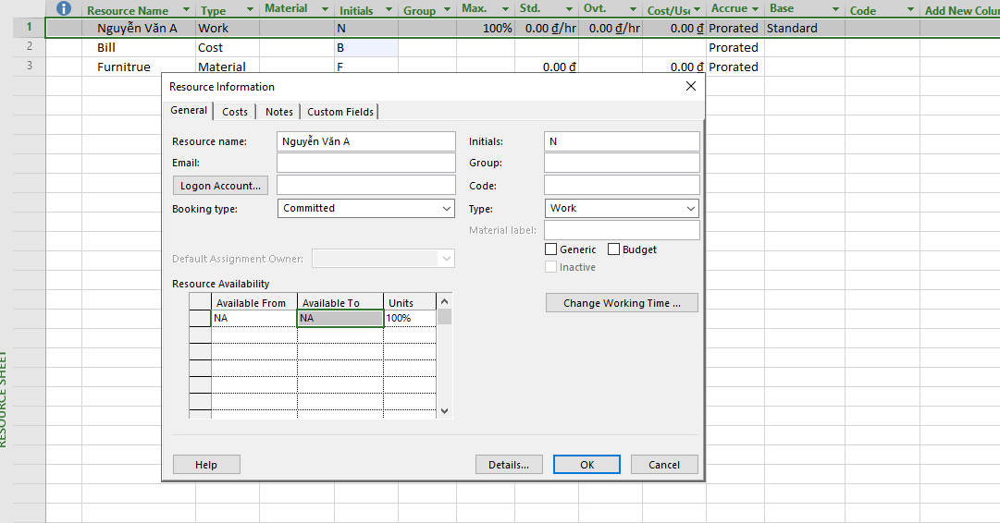 Resource Name Type Material Initials Group Max. Std. Ovt. Cost/Use Accrue Base Code Add New Colu
1 Nguyễn Văn A Work N 100% 0.00 ₫/hr 0.00 ₫/hr 0.00 ₫ Prorated Standard
2 Bill Cost B Prorated
3 Furnitrue Material F 0.00 ₫ 0.00 ₫ Prorated
Resource Information
General Costs Notes Custom Fields
Resource name: Nguyễn Văn A Initials: N
Email: Group:
Logon Account... Code:
Booking type: Committed Type: Work
Material label:
Generic Budget
Default Assignment Owner:
Inactive
Resource Availability
Available From Available To Units
Change Working Time ...
NA NA 100%
Help Details... OK Cancel
RESOURCE SHEET